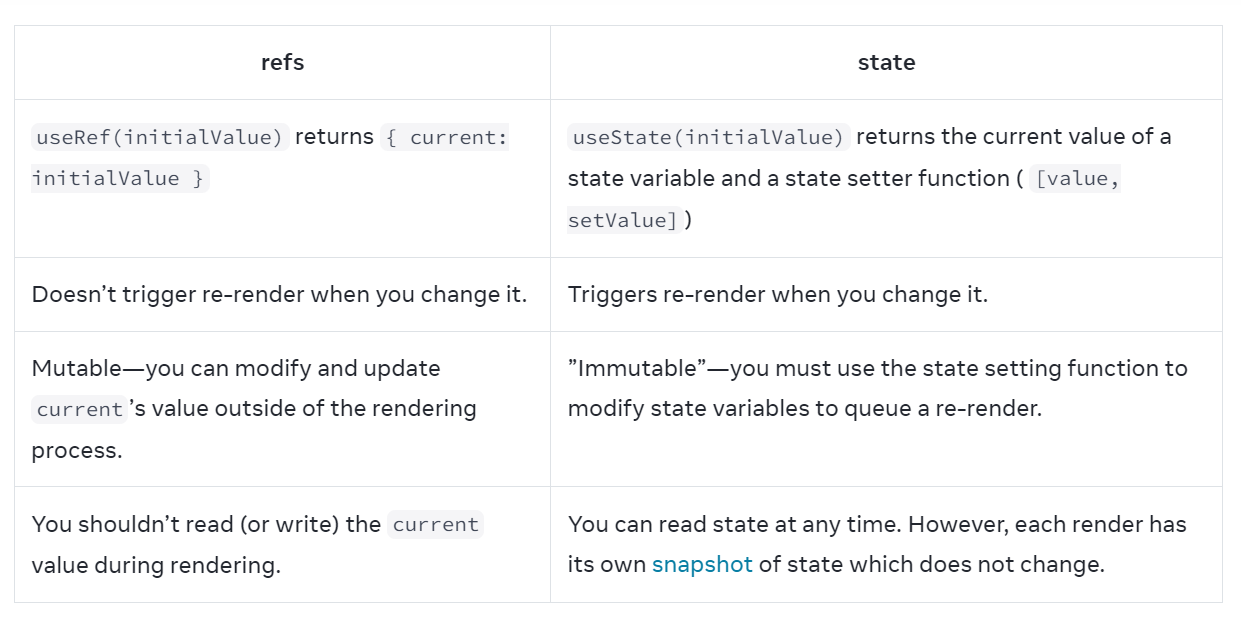 refs
state
useRef(initialValue) returns { current:
initialValue }
useState(initialValue) returns the current value of a
state variable and a state setter function ( [value,
setValue])
Doesn’t trigger re-render when you change it.
Triggers re-render when you change it.
Mutable—you can modify and update
current’s value outside of the rendering
process.
”Immutable”—you must use the state setting function to
modify state variables to queue a re-render.
You shouldn’t read (or write) the current
value during rendering.
You can read state at any time. However, each render has
its own snapshot of state which does not change.